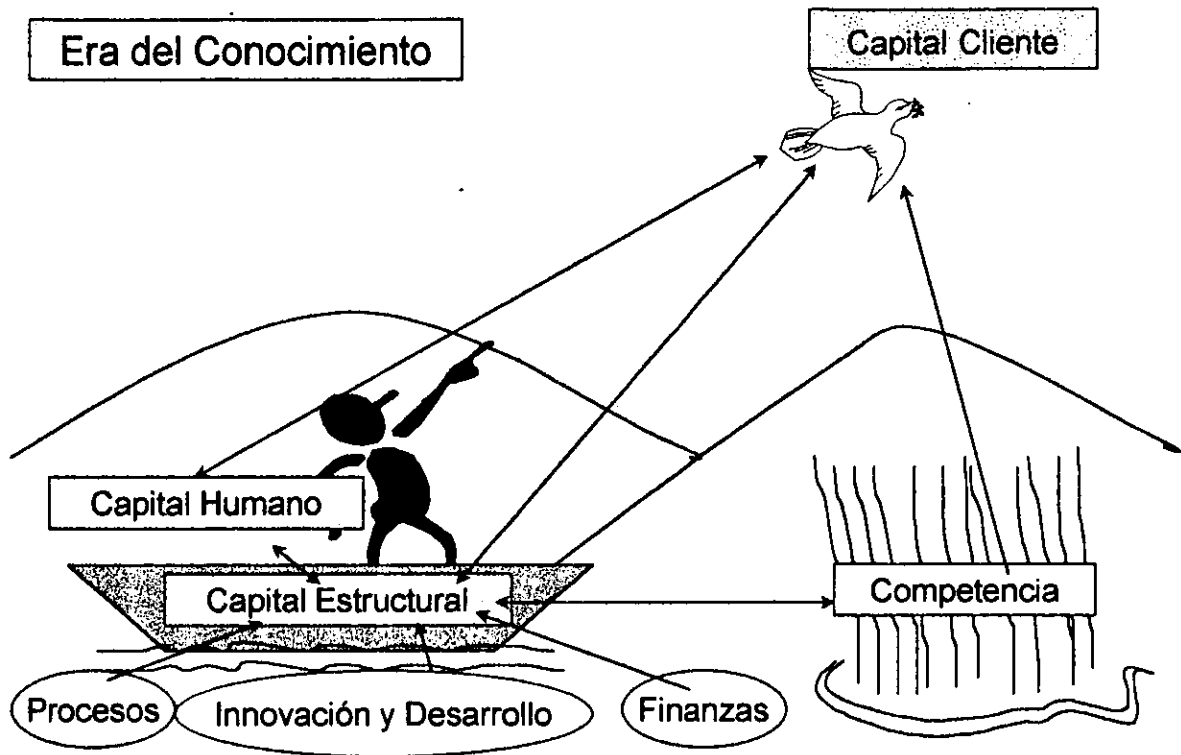 Era del Conocimiento
Capital Cliente
Capital Humano
Capital Estructural
Competencia
Procesos
Innovación y Desarrollo
Finanzas